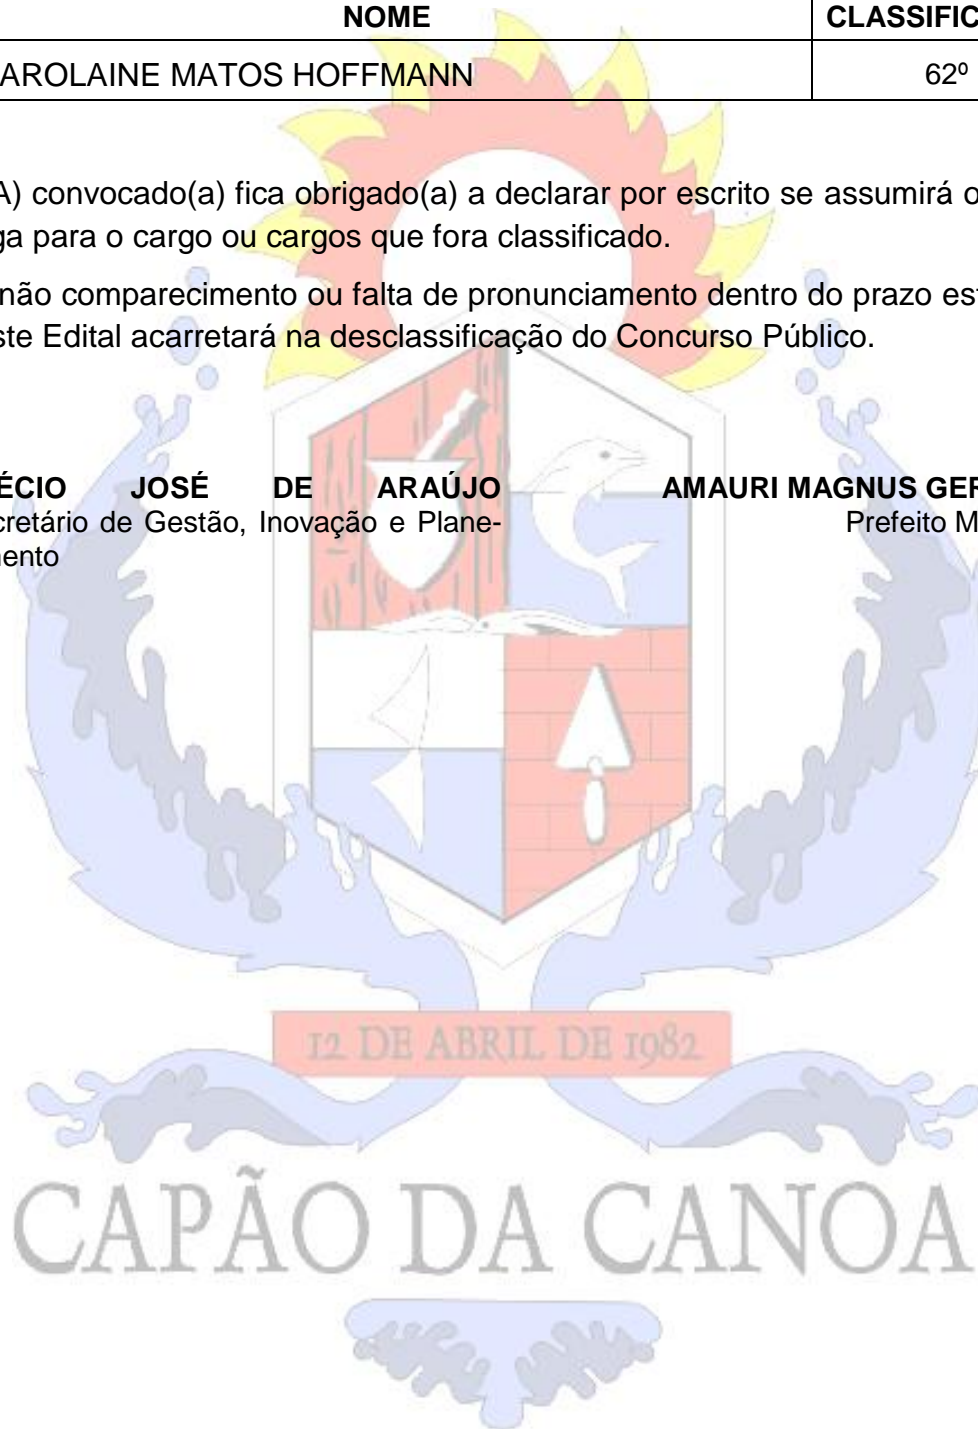 NOME CLASSIFIC
AROLAINE MATOS HOFFMANN 62º
A) convocado(a) fica obrigado(a) a declarar por escrito se assumirá o
ga para o cargo ou cargos que fora classificado.
não comparecimento ou falta de pronunciamento dentro do prazo est
ste Edital acarretará na desclassificação do Concurso Público.
ÉCIO JOSÉ DE ARAÚJO
cretário de Gestão, Inovação e Plane-
mento
AMAURI MAGNUS GER
Prefeito M
12 DE ABRIL DE 1982
CAPÃO DA CANOA